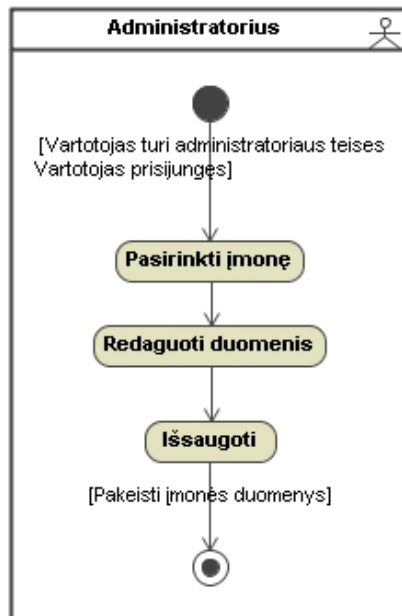 Administratorius
[Vartotojas turi administratoriaus teises
Vartotojas prisijungęs]
Pasirinkti įmonę
Redaguoti duomenis
Išsaugoti
[Pakeisti įmonės duomenys]